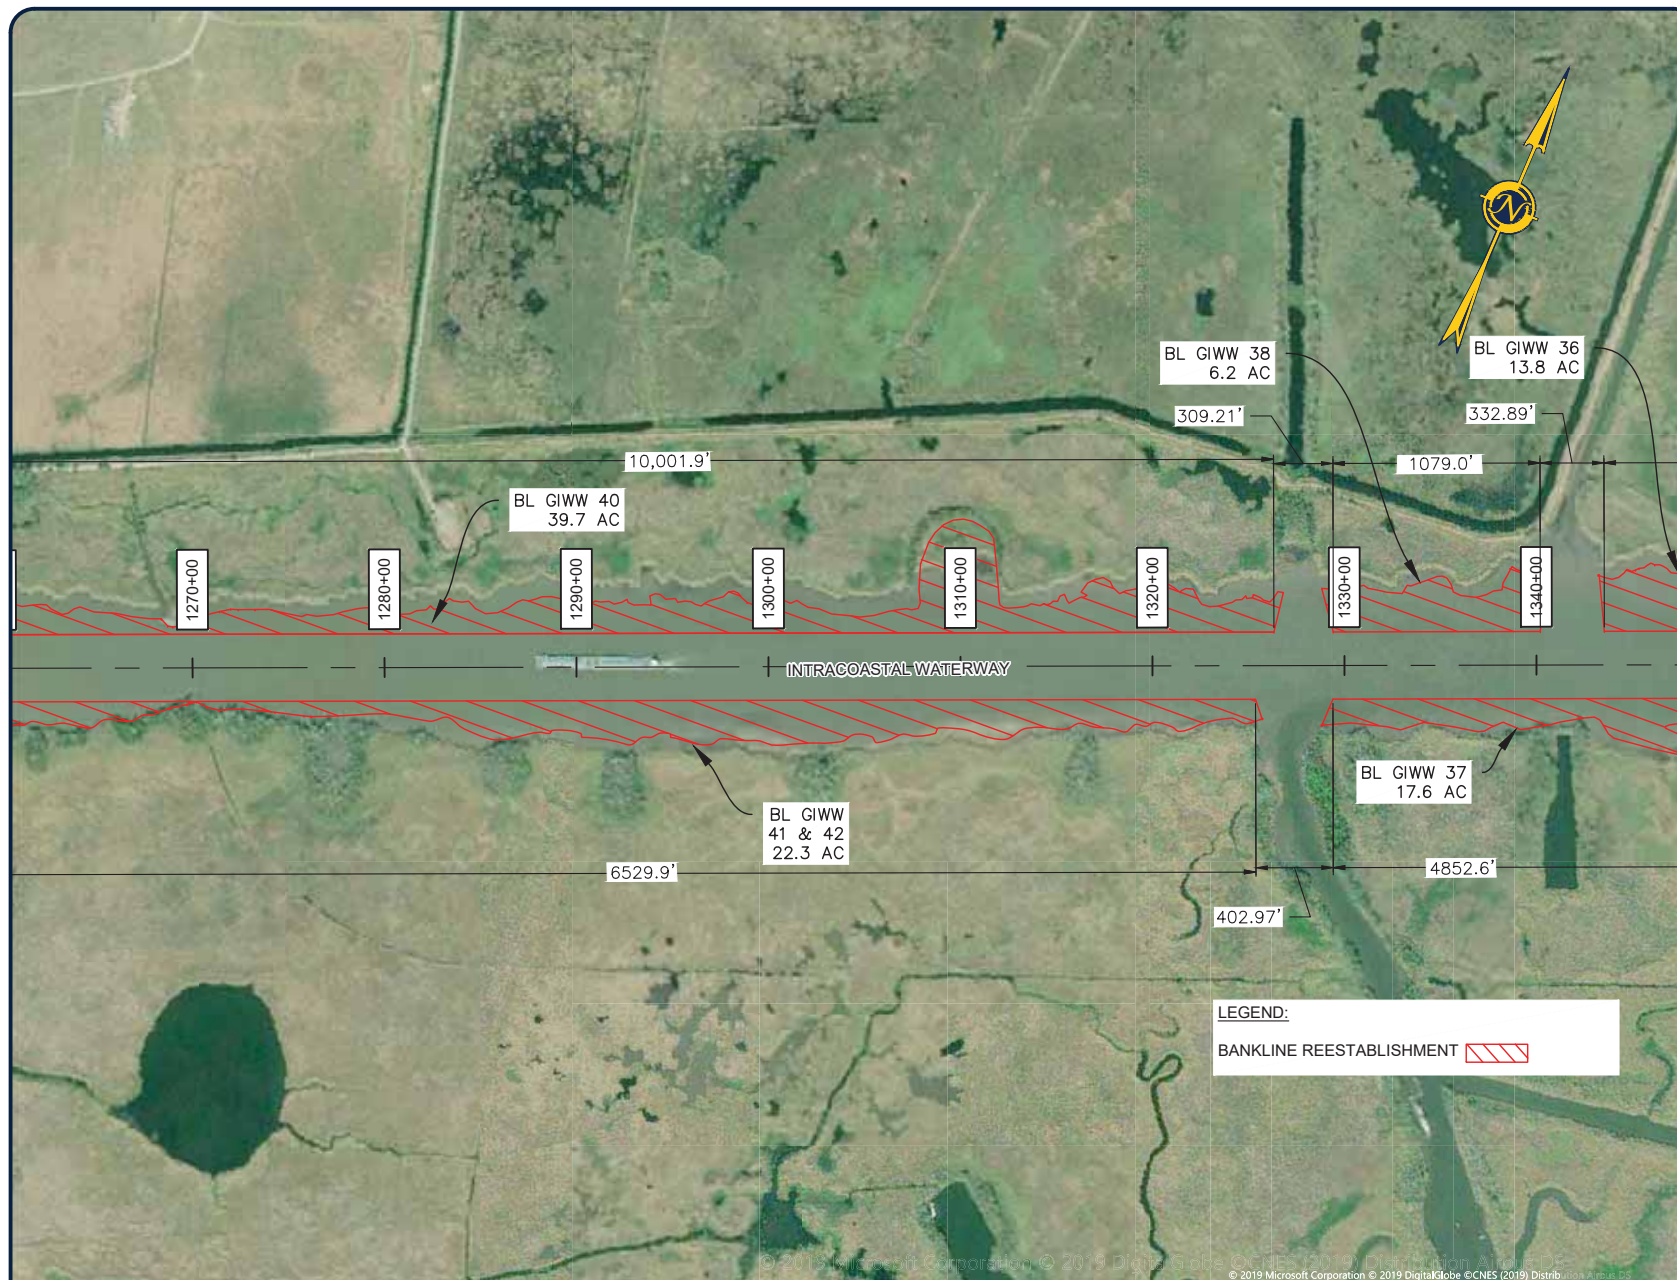 N
BL GIWW 38
6.2 AC
BL GIWW 36
13.8 AC
309.21'
332.89'
10,001.9'
1079.0'
BL GIWW 40
39.7 AC
1270+00
1280+00
1290+00
1300+00
1310+00
1320+00
1330+00
1340+00
INTRACOASTAL WATERWAY
BL GIWW 37
17.6 AC
BL GIWW
41 & 42
22.3 AC
6529.9'
4852.6'
402.97'
LEGEND:
BANKLINE REESTABLISHMENT
© 2019 Microsoft Corporation © 2019 DigitalGlobe ©CNES (2019) Distrib